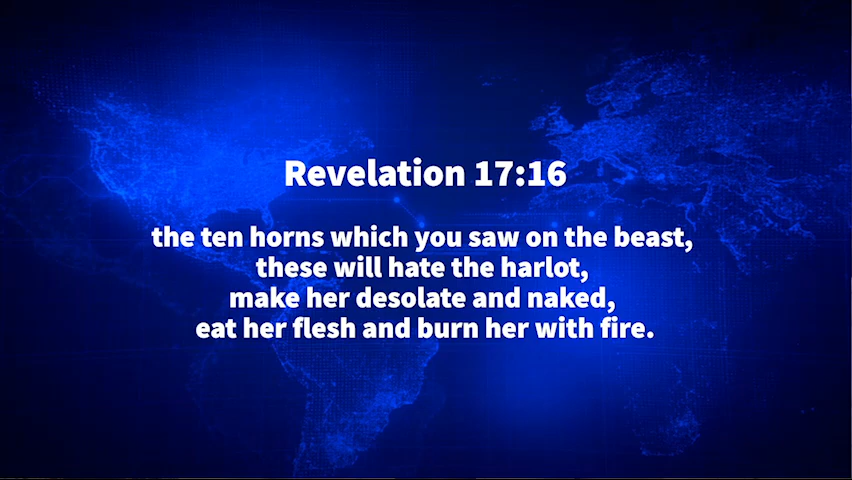 Revelation 17:16
the ten horns which you saw on the beast,
these will hate the harlot,
make her desolate and naked,
eat her flesh and burn her with fire.